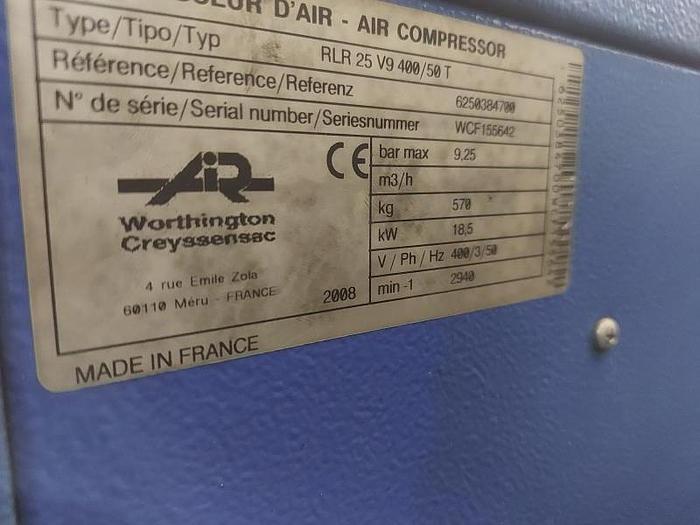 D'AIR - AIR COMPRESSOR
Type/Tipo/Typ RLR 25 V9 400/50 T
Référence/Reference/Referenz 6250384700
N° de série/Serial number/Seriesnummer WCF155642
CE
bar max 9,25
m3/h
kg 570
kW 18,5
V / Ph / Hz 400/3/50
min -1 2940
AIR
Worthington
Creyssensac
4 rue Emile Zola
60110 Méru - FRANCE
2008
MADE IN FRANCE